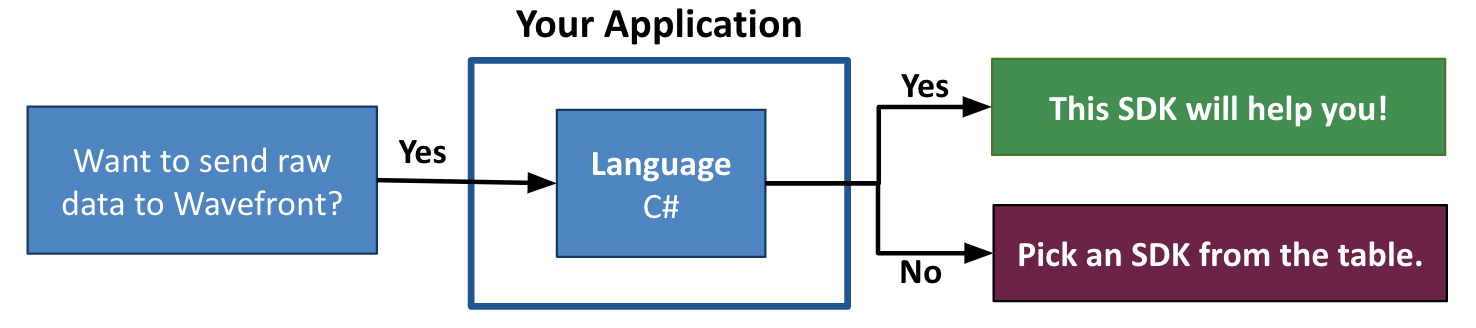 Your Application
Want to send raw
data to Wavefront?
Yes
Language
C#
Yes
This SDK will help you!
No
Pick an SDK from the table.